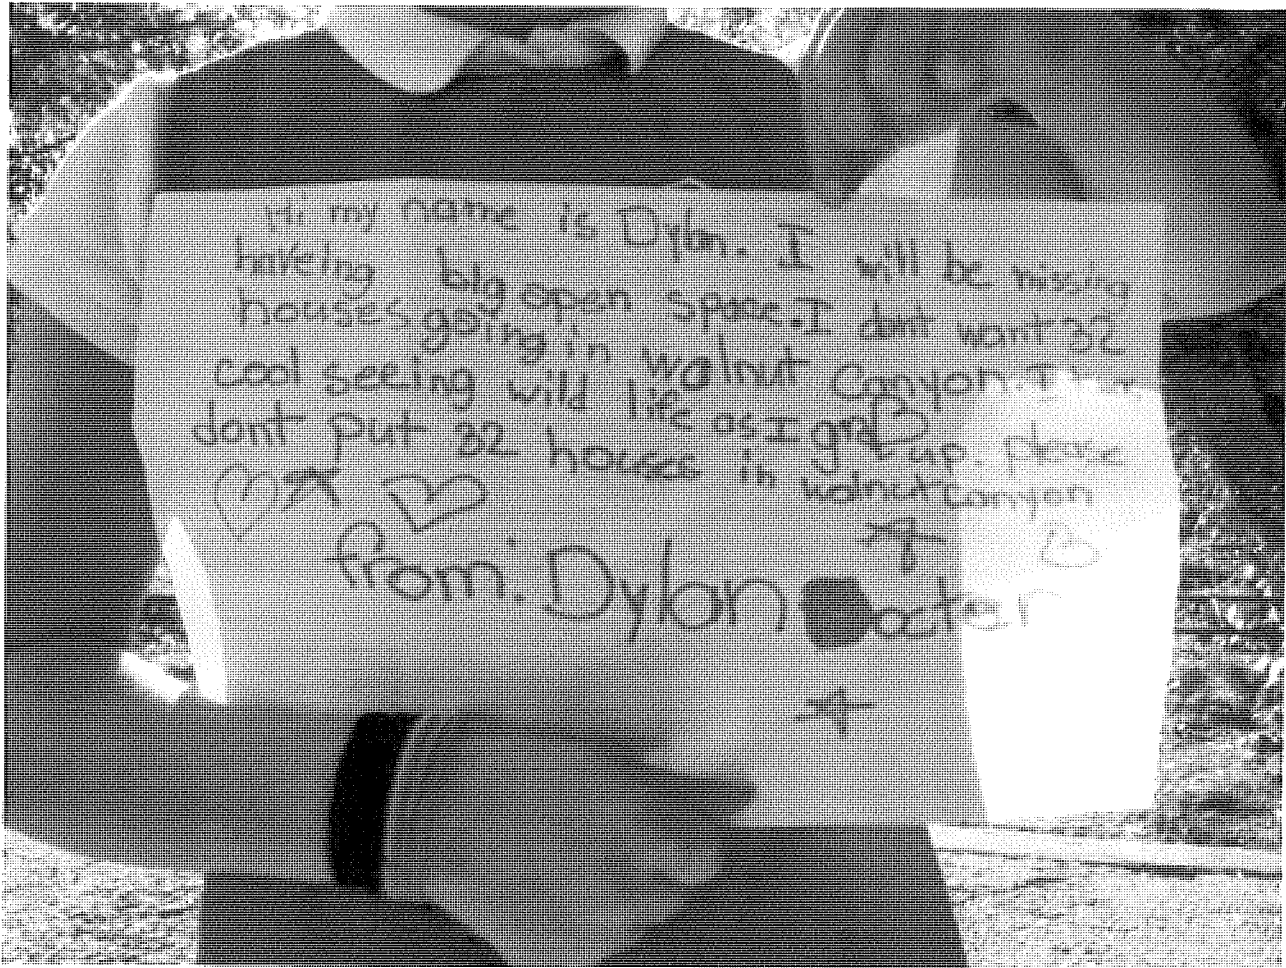 Hi my name is Dylon. I will be missing
haveing big open space. I dont want 32
houses going in walnut Canyon.
cool seeing wild life as I grow up. please
dont put 32 houses in walnut canyon
from: Dylon